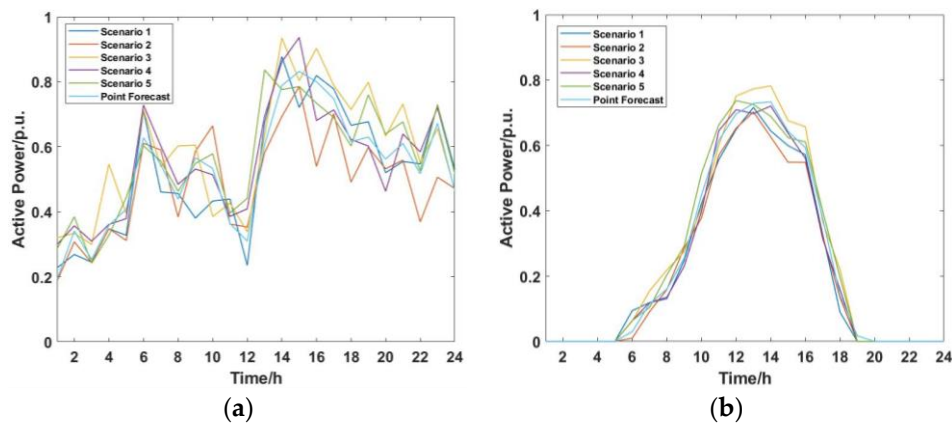 Active Power/p.u.
1
0.8
0.6
0.4
0.2
0
Scenario 1
Scenario 2
Scenario 3
Scenario 4
Scenario 5
Point Forecast
2 4 6 8 10 12 14 16 18 20 22 24
Time/h
(a)
Active Power/p.u.
1
0.8
0.6
0.4
0.2
0
Scenario 1
Scenario 2
Scenario 3
Scenario 4
Scenario 5
Point Forecast
2 4 6 8 10 12 14 16 18 20 22 24
Time/h
(b)